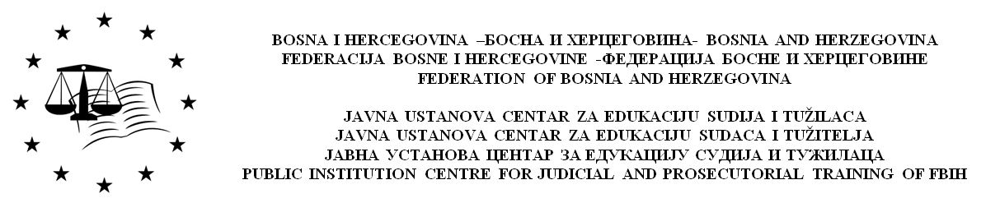 BOSNA I HERCEGOVINA –БОСНА И ХЕРЦЕГОВИНА- BOSNIA AND HERZEGOVINA
FEDERACIJA BOSNE I HERCEGOVINE -ФЕДЕРАЦИЈА БОСНЕ И ХЕРЦЕГОВИНЕ
FEDERATION OF BOSNIA AND HERZEGOVINA
JAVNA USTANOVA CENTAR ZA EDUKACIJU SUDIJA I TUŽILACA
JAVNA USTANOVA CENTAR ZA EDUKACIJU SUDACA I TUŽITELJA
ЈАВНА УСТАНОВА ЦЕНТАР ЗА ЕДУКАЦИЈУ СУДИЈА И ТУЖИЛАЦА
PUBLIC INSTITUTION CENTRE FOR JUDICIAL AND PROSECUTORIAL TRAINING OF FBIH